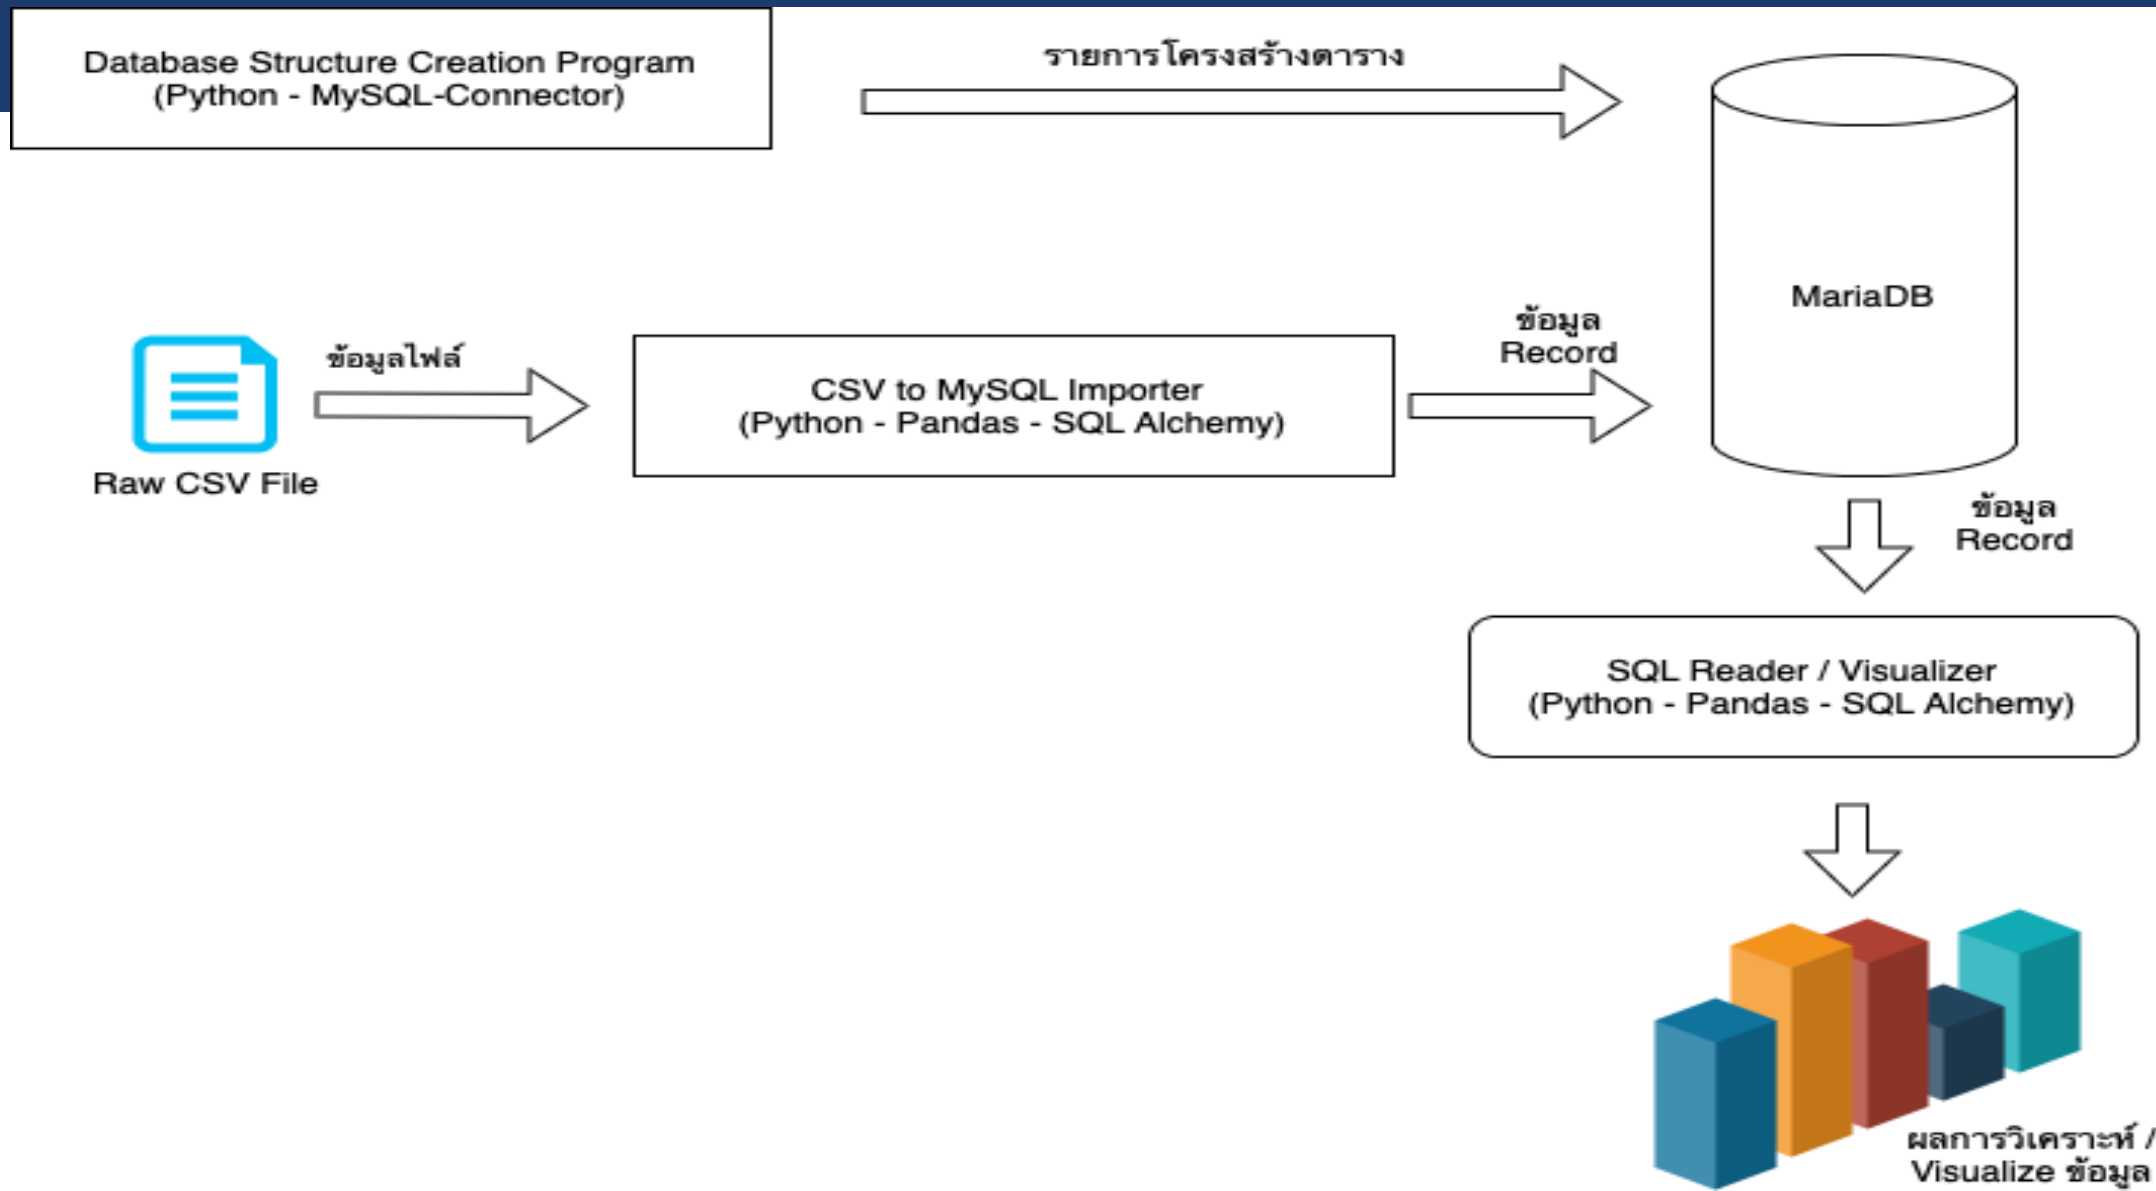 Database Structure Creation Program
(Python - MySQL-Connector)
รายการโครงสร้างตาราง
MariaDB
ข้อมูลไฟล์
Raw CSV File
CSV to MySQL Importer
(Python - Pandas - SQL Alchemy)
ข้อมูล
Record
ข้อมูล
Record
SQL Reader / Visualizer
(Python - Pandas - SQL Alchemy)
ผลการวิเคราะห์ /
Visualize ข้อมูล